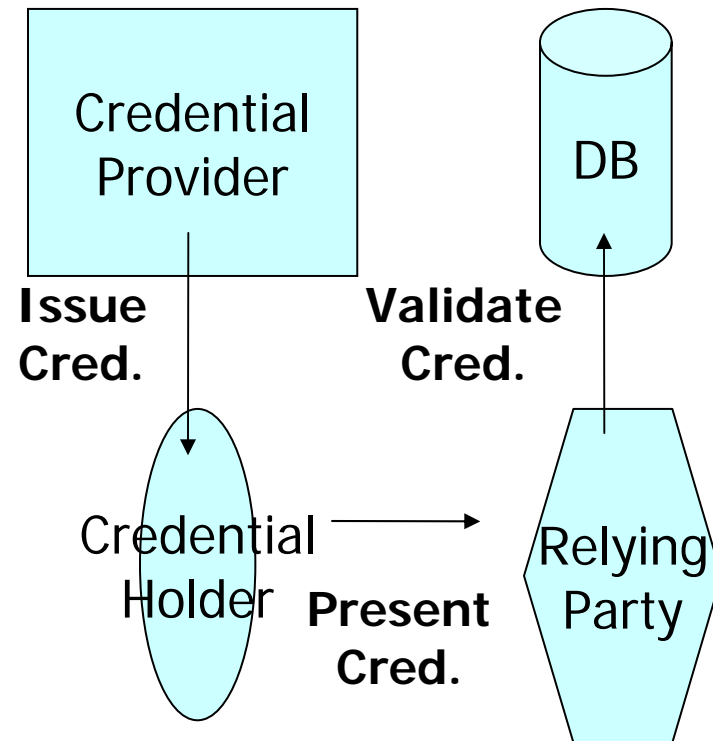 Credential
Provider
DB
Issue
Cred.
Validate
Cred.
Credential
Holder
Present
Cred.
Relying
Party